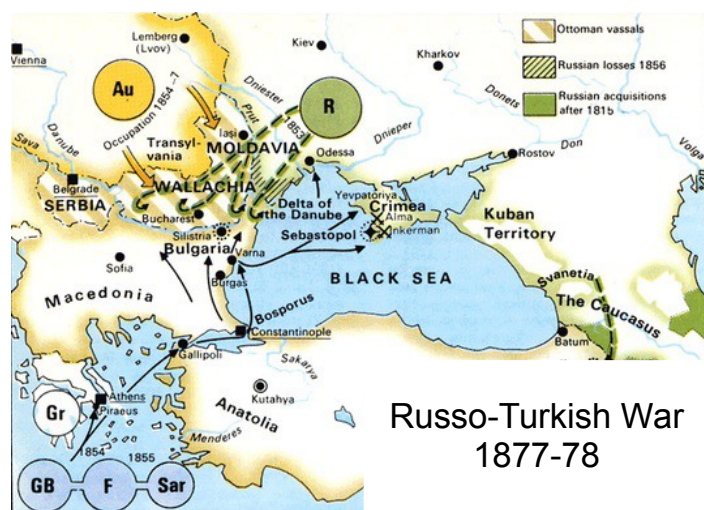 Lemberg
(Lvov)
Kiev
Kharkov
Vienna
Au
Occupation 1854-7
Dniester
Prut
1853
R
Donets
Dnieper
Danube
Sava
Transyl-
vania
Iaşi
MOLDAVIA
Odessa
Rostov
Don
Volga
Ottoman vassals
Russian losses 1856
Russian acquisitions
after 1815
Belgrade
SERBIA
WALLACHIA
Bucharest
Delta of
the Danube
Yevpatoriya
Crimea
Alma
Inkerman
Sebastopol
Kuban
Territory
Silistria
Bulgaria
Varna
Sofia
Burgas
BLACK SEA
Svanetia
The Caucasus
Macedonia
Bosporus
Constantinople
Batum
Gallipoli
Sakarya
Kutahya
Anatolia
Menderes
Gr
Athens
Piraeus
1854
1855
GB
F
Sar
Russo-Turkish War
1877-78